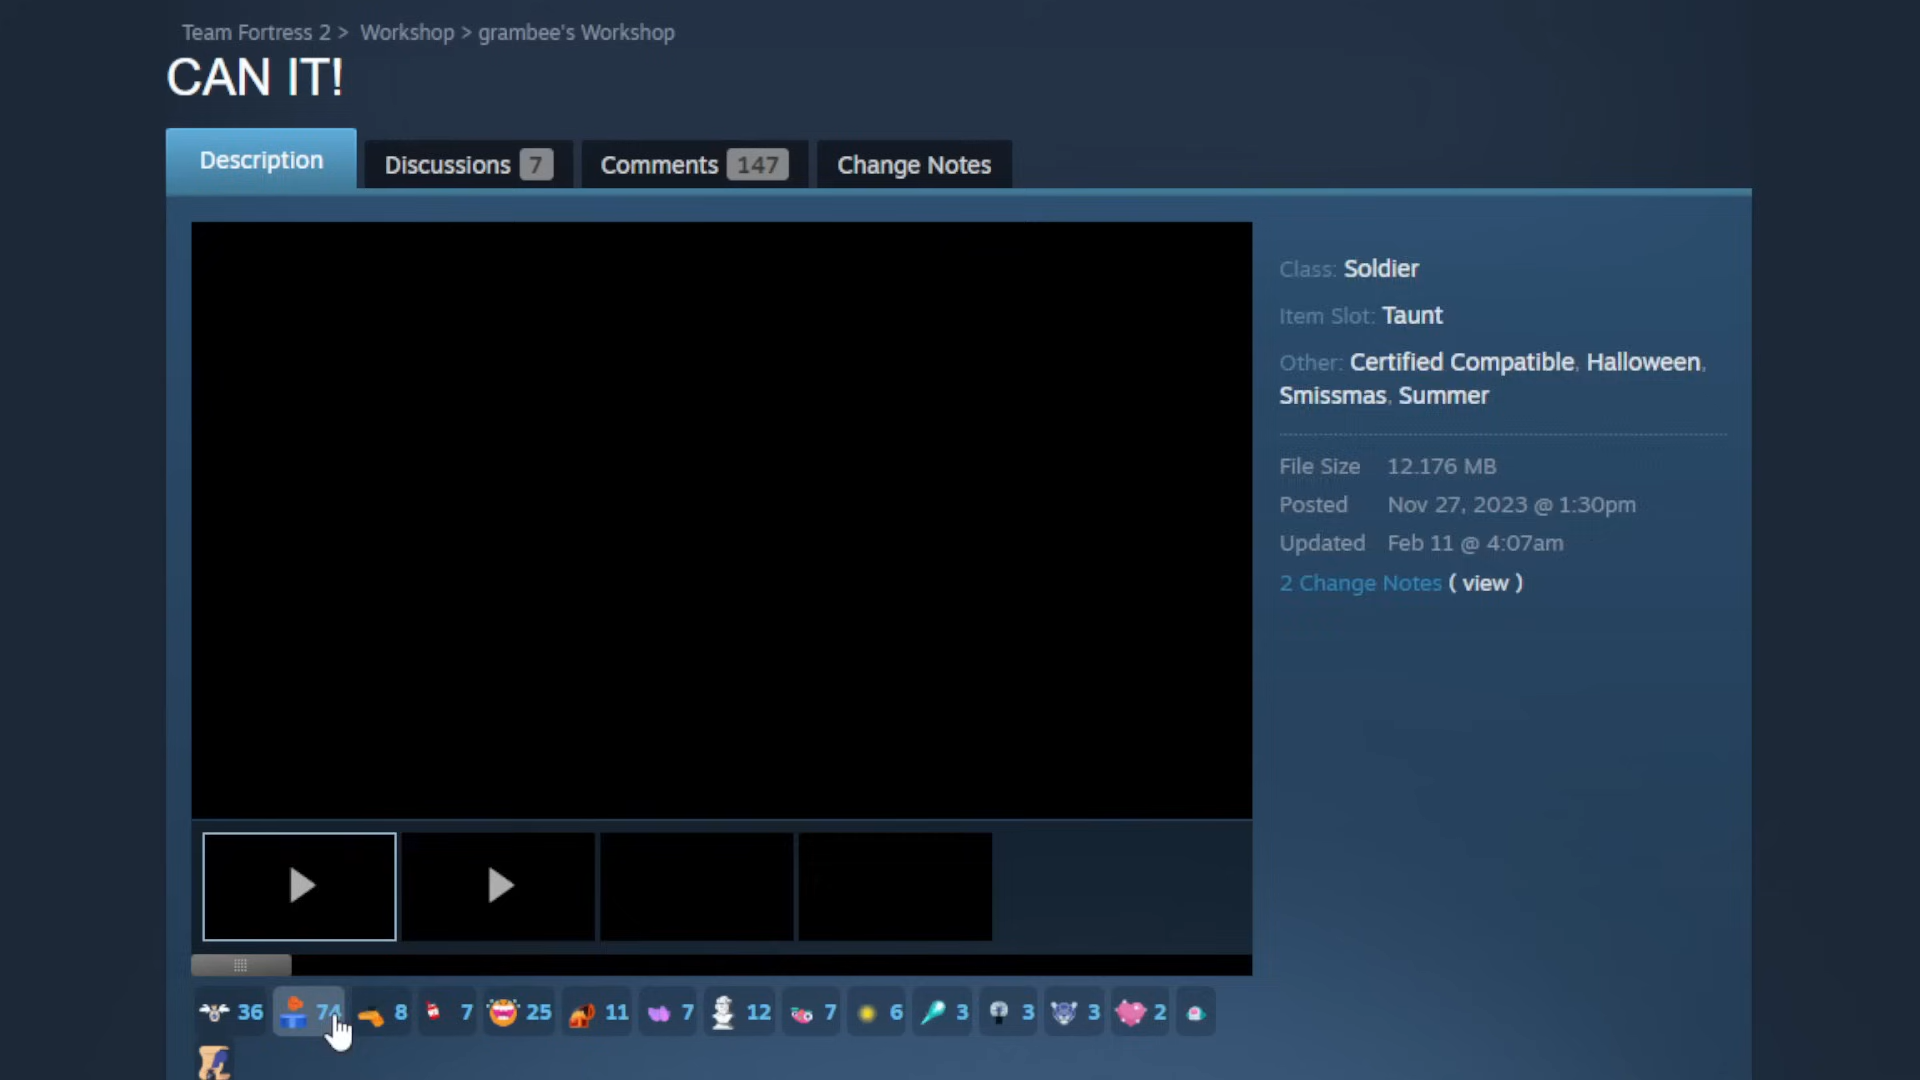 Team Fortress 2 > Workshop > grambee's Workshop
CAN IT!
Description Discussions 7 Comments 147 Change Notes
Class: Soldier
Item Slot: Taunt
Other: Certified Compatible, Halloween,
Smissmas, Summer
File Size 12.176 MB
Posted Nov 27, 2023 @ 1:30pm
Updated Feb 11 @ 4:07am
2 Change Notes ( view )
36 74 8 7 25 11 7 12 7 6 3 3 3 2